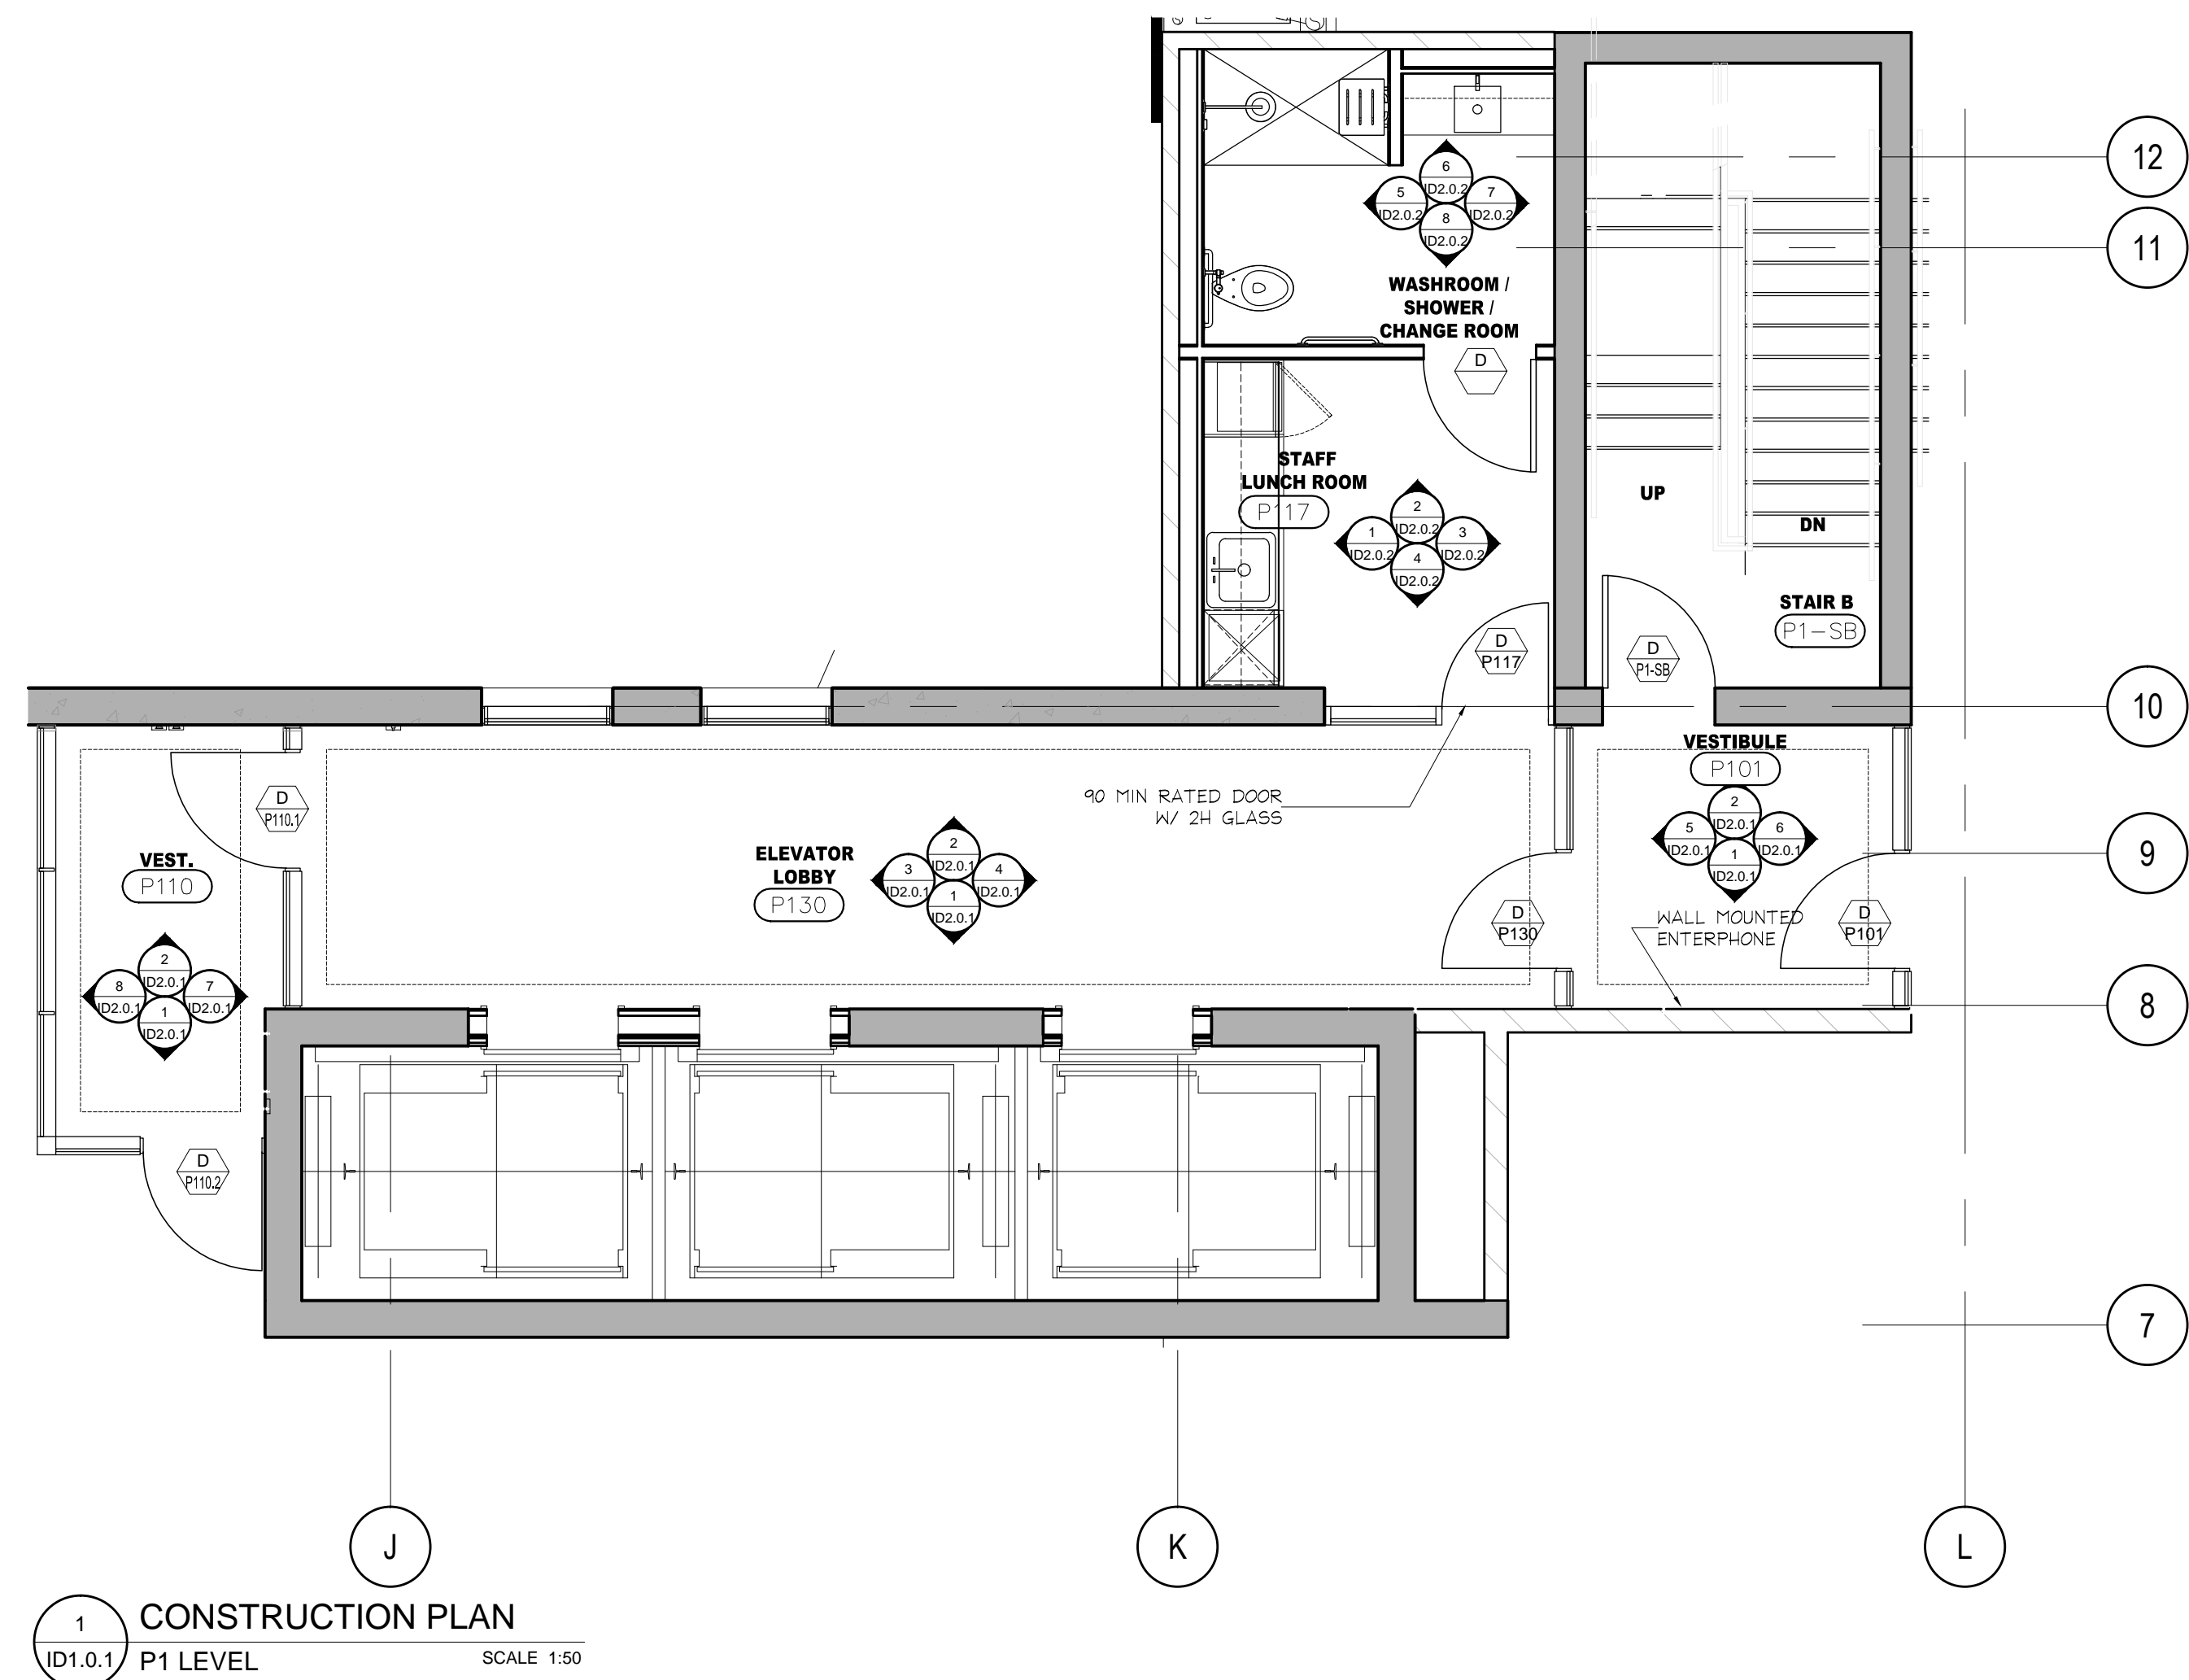 12
6
ID2.0.2
5
ID2.0.2
7
ID2.0.2
8
ID2.0.2
11
WASHROOM /
SHOWER /
CHANGE ROOM
D
STAFF
LUNCH ROOM
P117
UP
DN
2
ID2.0.2
1
ID2.0.2
3
ID2.0.2
4
ID2.0.2
STAIR B
P1-SB
D
P117
D
P1-SB
10
VESTIBULE
P101
90 MIN RATED DOOR
W/ 2H GLASS
D
P110.1
2
ID2.0.1
5
ID2.0.1
6
ID2.0.1
1
ID2.0.1
9
VEST.
P110
ELEVATOR
LOBBY
P130
2
ID2.0.1
3
ID2.0.1
4
ID2.0.1
1
ID2.0.1
D
P130
WALL MOUNTED
ENTERPHONE
D
P101
2
ID2.0.1
8
ID2.0.1
7
ID2.0.1
1
ID2.0.1
8
D
P110.2
7
J
K
L
1
ID1.0.1
CONSTRUCTION PLAN
P1 LEVEL
SCALE 1:50